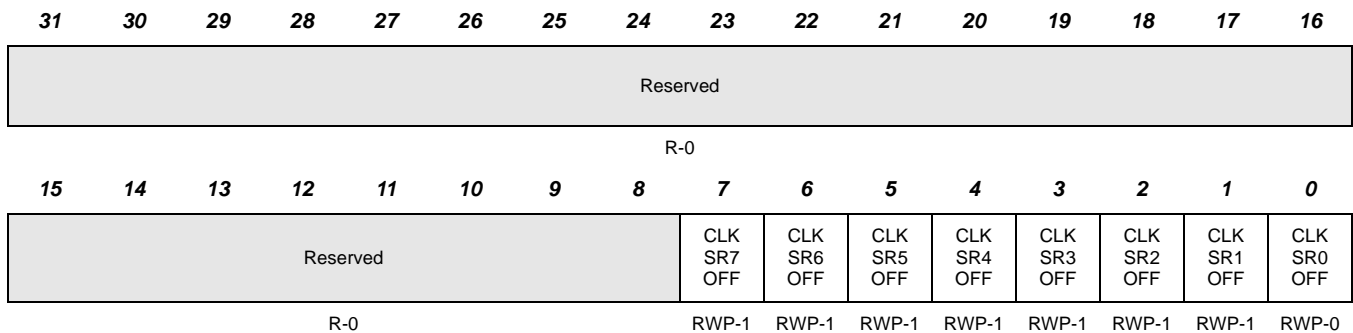 31 30 29 28 27 26 25 24 23 22 21 20 19 18 17 16
Reserved
R-0
15 14 13 12 11 10 9 8 7 6 5 4 3 2 1 0
CLK CLK CLK CLK CLK CLK CLK CLK
Reserved SR7 SR6 SR5 SR4 SR3 SR2 SR1 SR0
OFF OFF OFF OFF OFF OFF OFF OFF
R-0 RWP-1 RWP-1 RWP-1 RWP-1 RWP-1 RWP-1 RWP-1 RWP-0